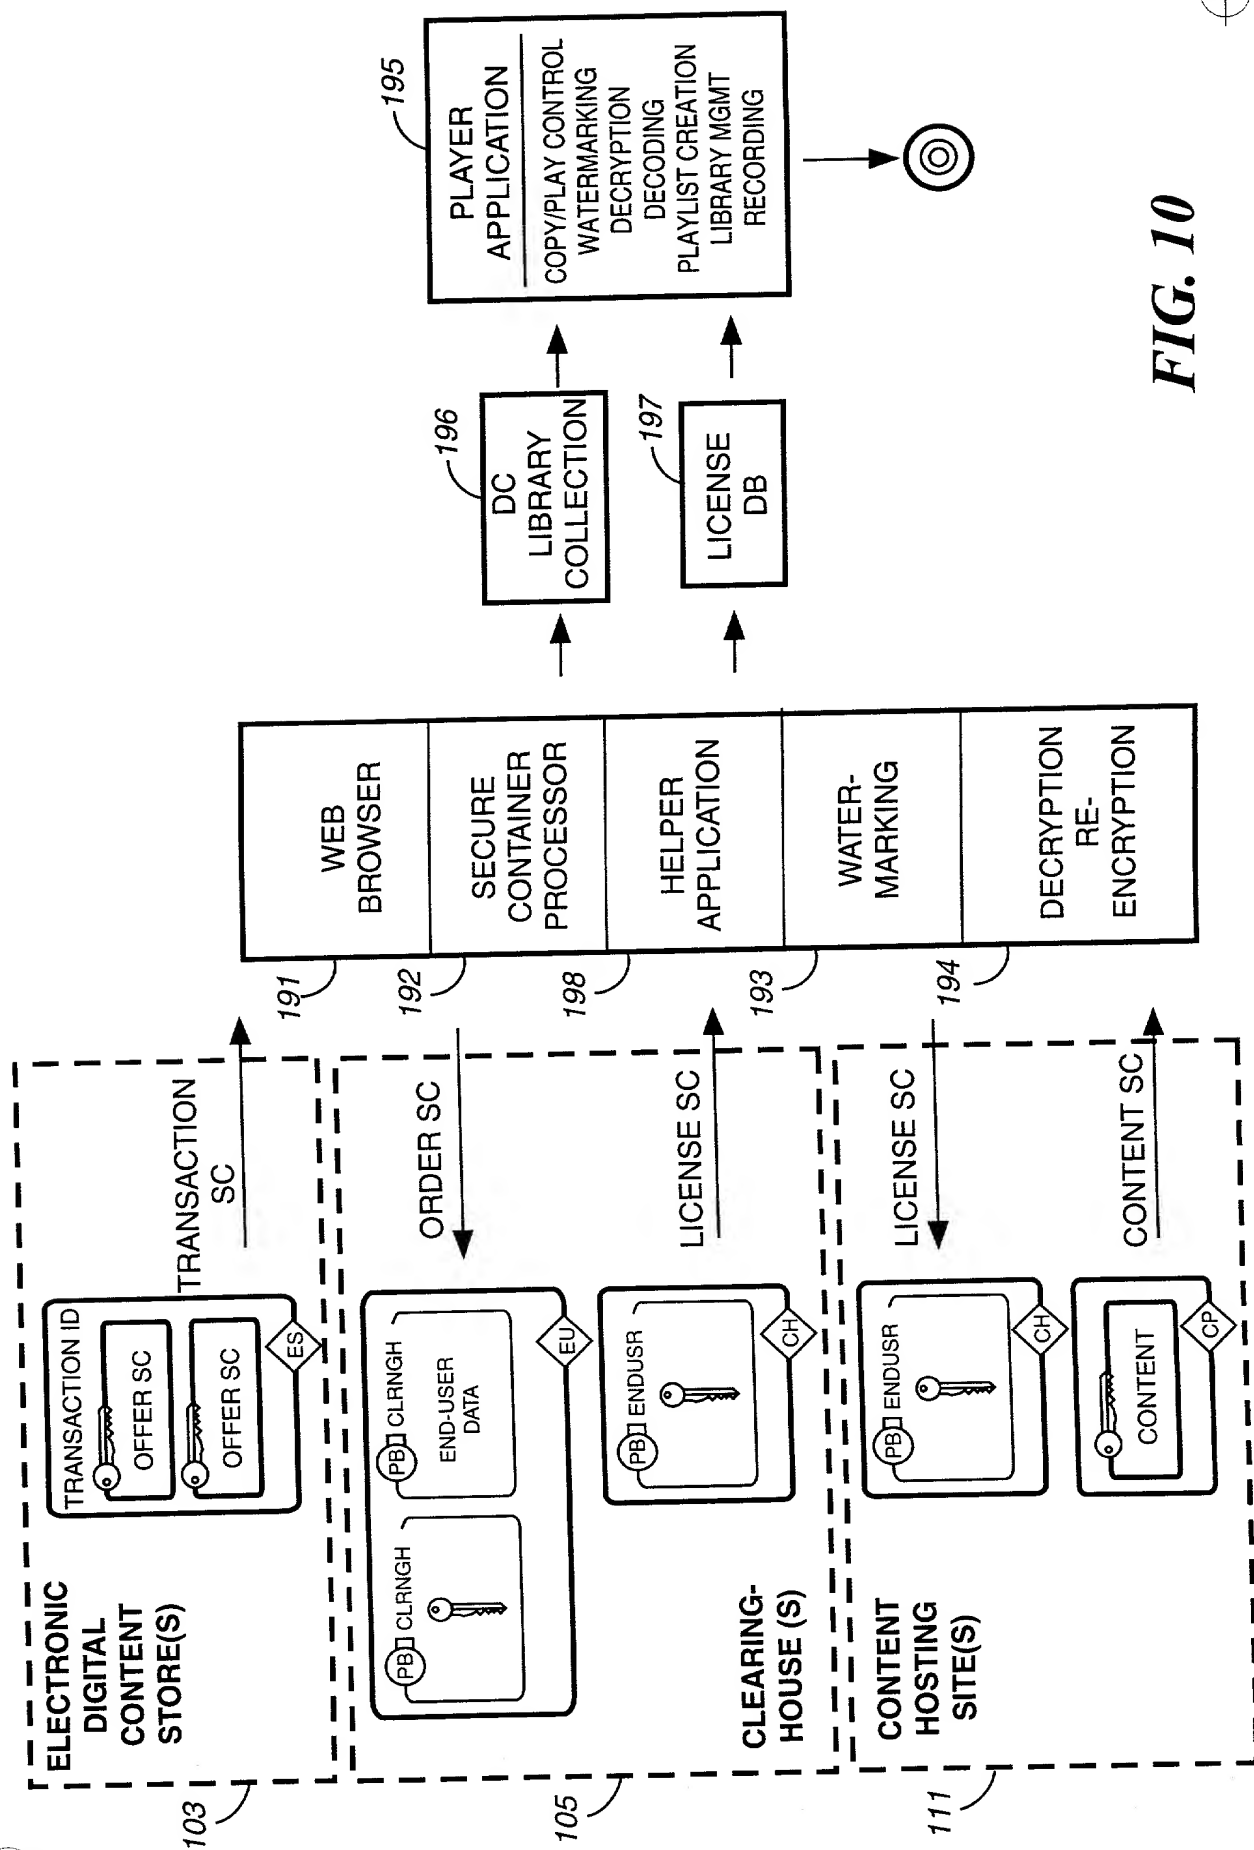 ELECTRONIC
DIGITAL
CONTENT
STORE(S)
103
TRANSACTION ID
OFFER SC
OFFER SC
ES
TRANSACTION
SC
CLEARING-
HOUSE (S)
105
PB CLRNGH
PB CLRNGH
END-USER
DATA
EU
ORDER SC
PB ENDUSR
CH
LICENSE SC
CONTENT
HOSTING
SITE(S)
111
PB ENDUSR
CH
LICENSE SC
CONTENT
CP
CONTENT SC
191
WEB
BROWSER
192
SECURE
CONTAINER
PROCESSOR
198
HELPER
APPLICATION
193
WATER-
MARKING
194
DECRYPTION
RE-
ENCRYPTION
196
DC
LIBRARY
COLLECTION
197
LICENSE
DB
195
PLAYER
APPLICATION
COPY/PLAY CONTROL
WATERMARKING
DECRYPTION
DECODING
PLAYLIST CREATION
LIBRARY MGMT
RECORDING
FIG. 10